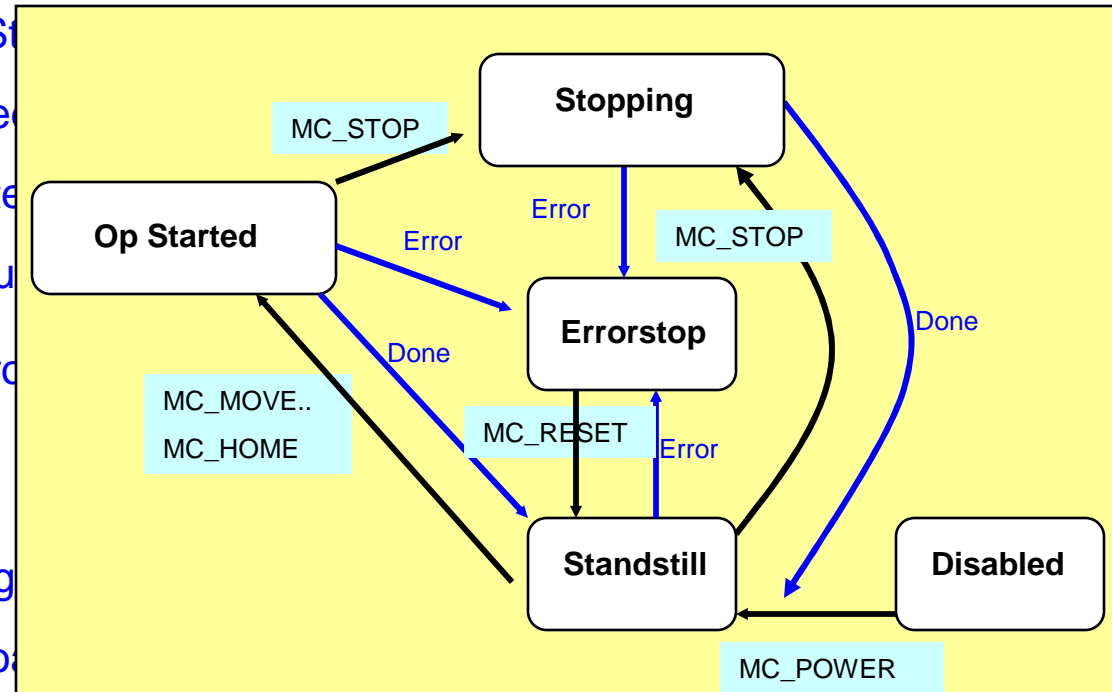 Stopping
MC_STOP
Op Started
Error
Error
MC_STOP
Errorstop
Done
Done
MC_MOVE..
MC_HOME
MC_RESET
Error
Standstill
Disabled
MC_POWER